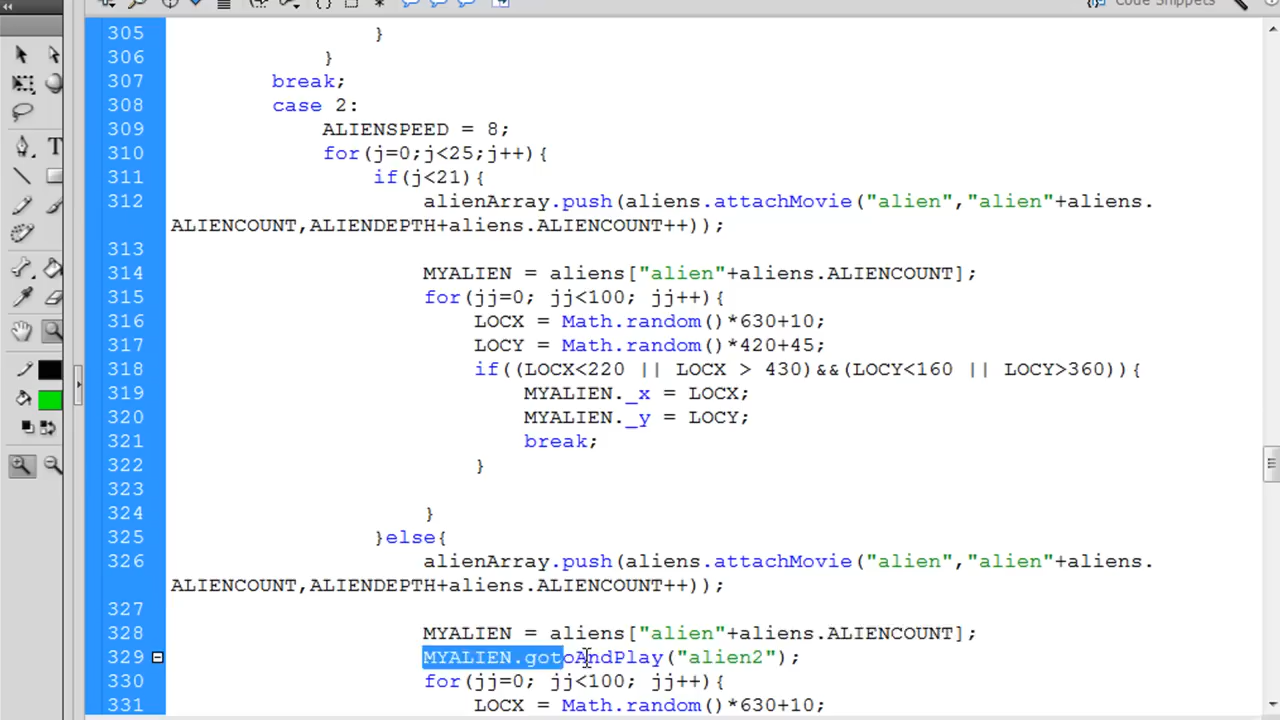 Code Snippets
305 }
306 }
307 break;
308 case 2:
309 ALIENSPEED = 8;
310 for(j=0;j<25;j++){
311 if(j<21){
312 alienArray.push(aliens.attachMovie("alien","alien"+aliens.
ALIENCOUNT,ALIENDEPTH+aliens.ALIENCOUNT++));
313
314 MYALIEN = aliens["alien"+aliens.ALIENCOUNT];
315 for(jj=0; jj<100; jj++){
316 LOCX = Math.random()*630+10;
317 LOCY = Math.random()*420+45;
318 if((LOCX<220 || LOCX > 430)&&(LOCY<160 || LOCY>360)){
319 MYALIEN._x = LOCX;
320 MYALIEN._y = LOCY;
321 break;
322 }
323
324 }
325 }else{
326 alienArray.push(aliens.attachMovie("alien","alien"+aliens.
ALIENCOUNT,ALIENDEPTH+aliens.ALIENCOUNT++));
327
328 MYALIEN = aliens["alien"+aliens.ALIENCOUNT];
329 MYALIEN.gotoAndPlay("alien2");
330 for(jj=0; jj<100; jj++){
331 LOCX = Math.random()*630+10;